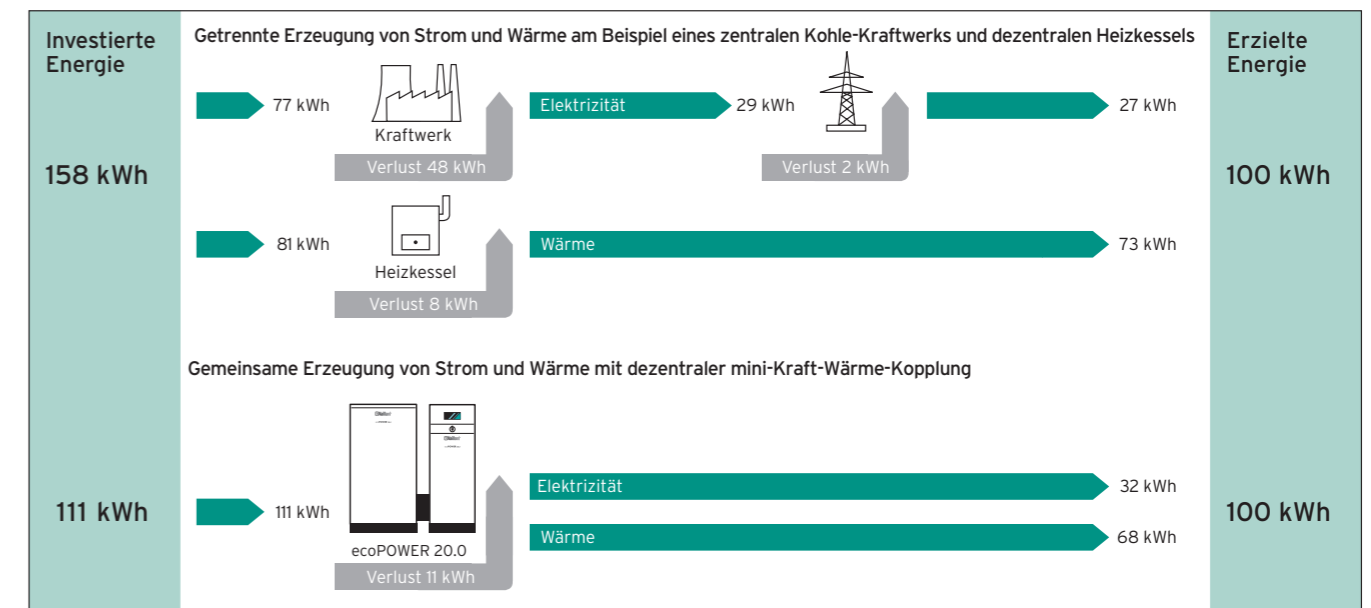 Investierte
Energie
Getrennte Erzeugung von Strom und Wärme am Beispiel eines zentralen Kohle-Kraftwerks und dezentralen Heizkessels
Erzielte
Energie
77 kWh
Elektrizität
29 kWh
27 kWh
Kraftwerk
Verlust 48 kWh
Verlust 2 kWh
158 kWh
100 kWh
81 kWh
Wärme
73 kWh
Heizkessel
Verlust 8 kWh
Gemeinsame Erzeugung von Strom und Wärme mit dezentraler mini-Kraft-Wärme-Kopplung
Elektrizität
32 kWh
111 kWh
111 kWh
100 kWh
Wärme
68 kWh
ecoPOWER 20.0
Verlust 11 kWh